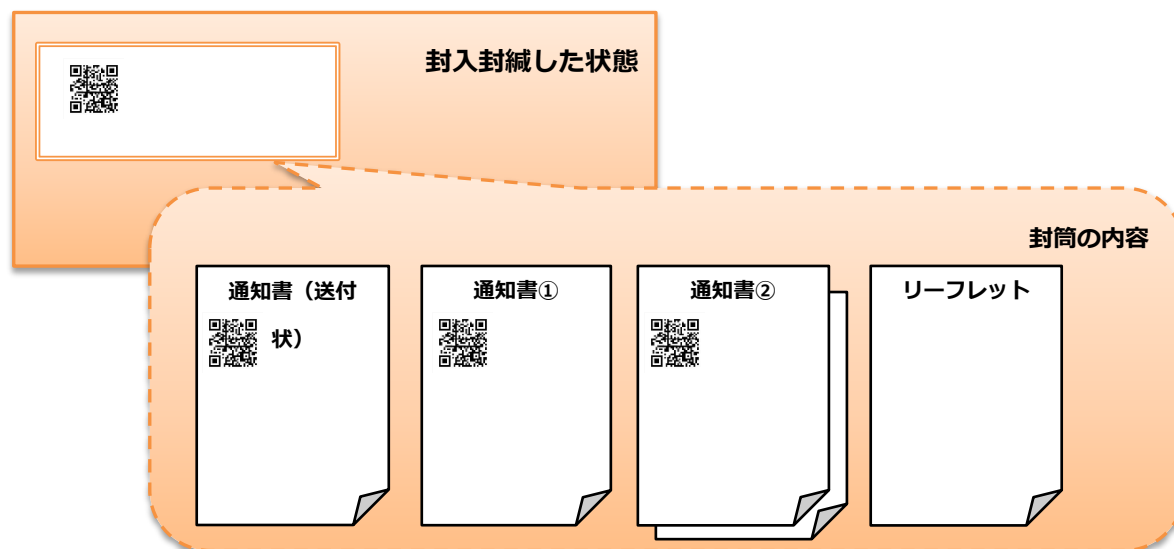 封入封緘した状態
封筒の内容
通知書（送付
状）
通知書①
通知書②
リーフレット